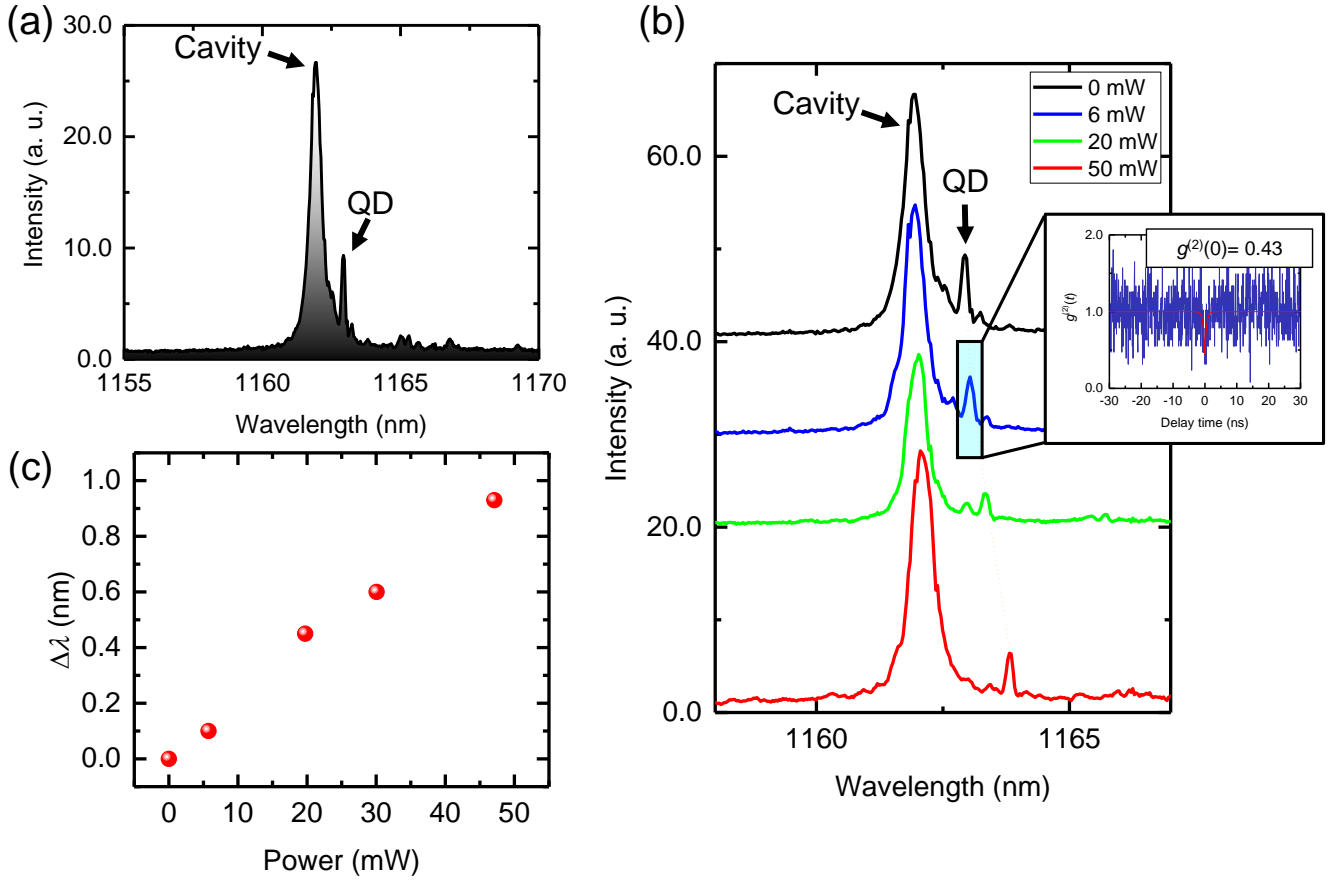 (a)
30.0
20.0
10.0
0.0
Intensity (a. u.)
Cavity
QD
1155
1160
1165
1170
Wavelength (nm)
(b)
60.0
40.0
20.0
0.0
Intensity (a. u.)
Cavity
QD
0 mW
6 mW
20 mW
50 mW
1160
1165
Wavelength (nm)
2.0
1.0
0.0
g⁽²⁾(t)
g⁽²⁾(0)= 0.43
-30 -20 -10 0 10 20 30
Delay time (ns)
(c)
1.0
0.8
0.6
0.4
0.2
0.0
Δλ (nm)
0 10 20 30 40 50
Power (mW)